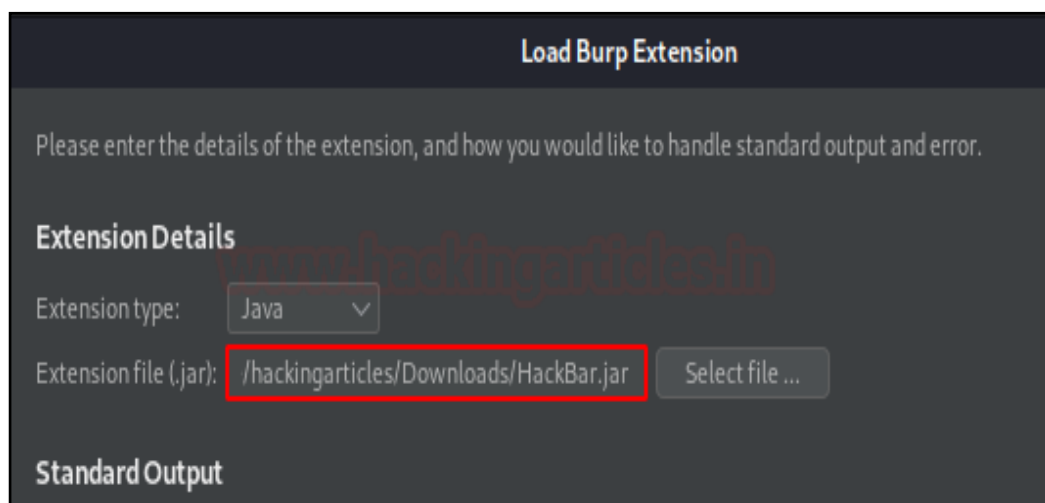 Load Burp Extension
Please enter the details of the extension, and how you would like to handle standard output and error.
Extension Details
www.hackingarticles.in
Extension type: Java
Extension file (.jar): /hackingarticles/Downloads/HackBar.jar Select file ...
Standard Output